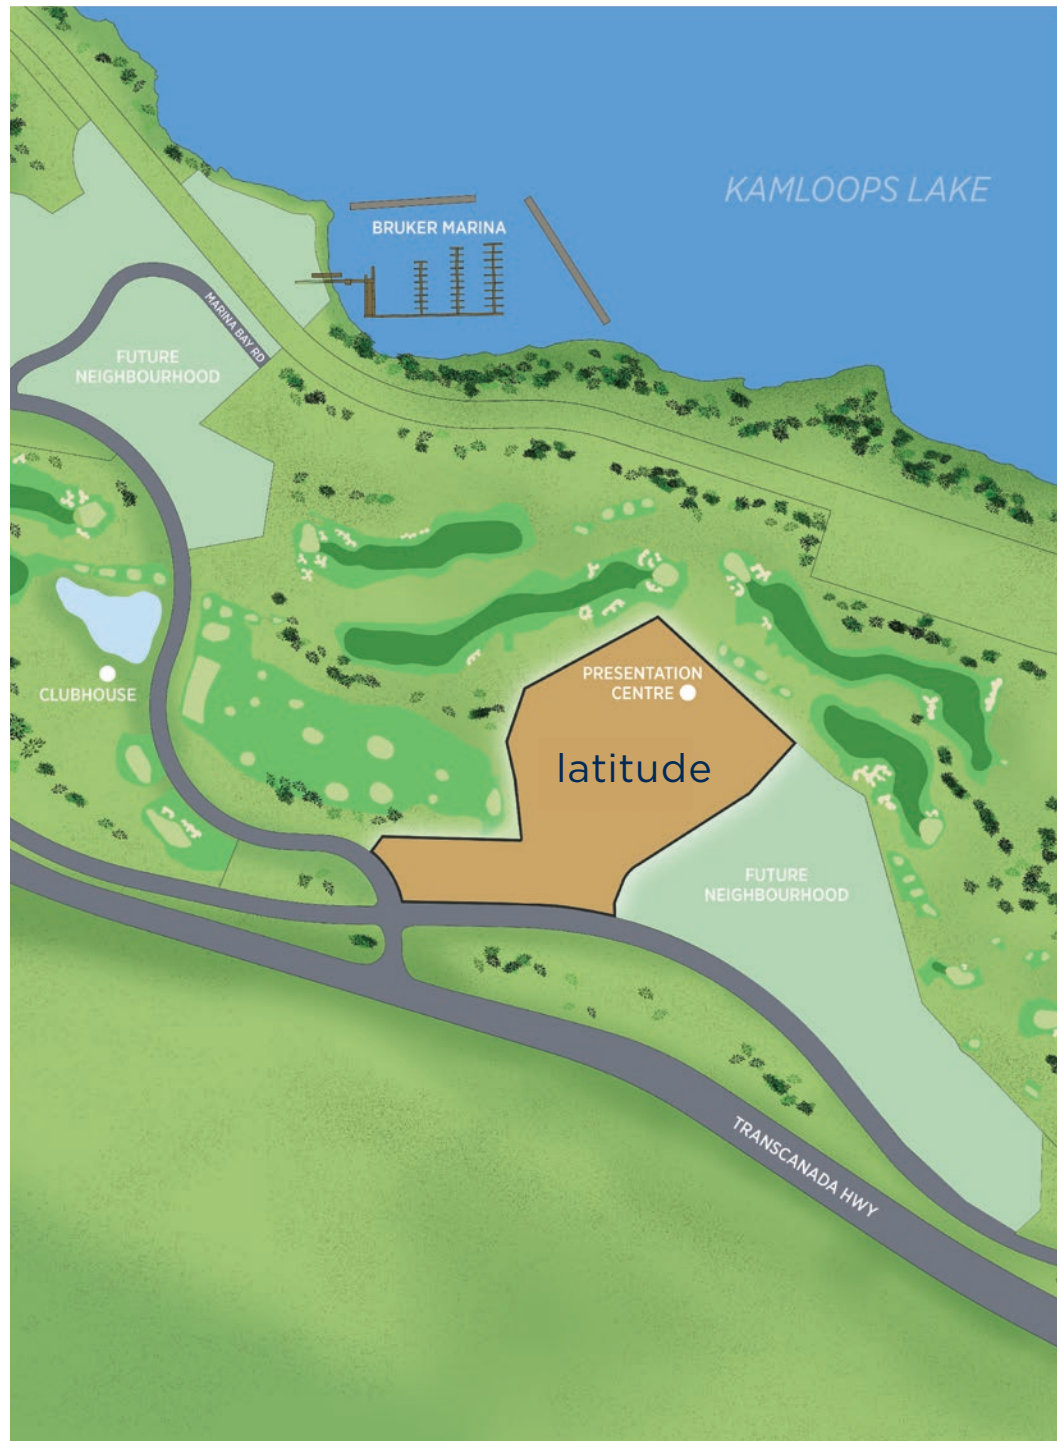 KAMLOOPS LAKE
BRUKER MARINA
MARINA BAY RD
FUTURE
NEIGHBOURHOOD
PRESENTATION
CENTRE
CLUBHOUSE
latitude
FUTURE
NEIGHBOURHOOD
TRANSCANADA HWY